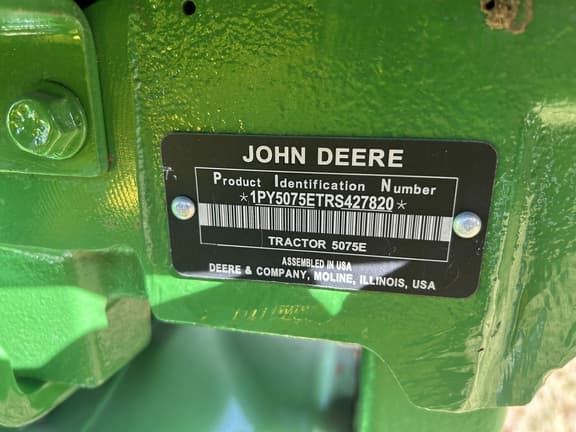 JOHN DEERE
Product Identification Number
*1PY5075ETRS427820*
TRACTOR 5075E
ASSEMBLED IN USA
DEERE & COMPANY, MOLINE, ILLINOIS, USA